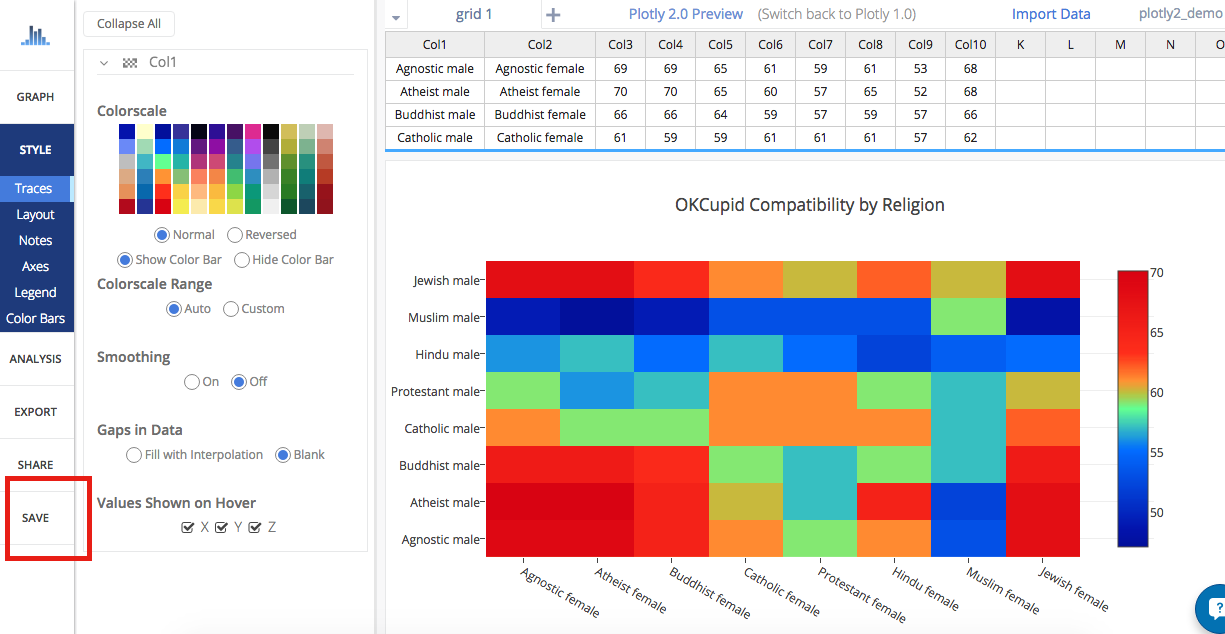 Collapse All
GRAPH
STYLE
Traces
Layout
Notes
Axes
Legend
Color Bars
ANALYSIS
EXPORT
SHARE
SAVE
Col1
Colorscale
Normal Reversed
Show Color Bar Hide Color Bar
Colorscale Range
Auto Custom
Smoothing
On Off
Gaps in Data
Fill with Interpolation Blank
Values Shown on Hover
X Y Z
grid 1 Plotly 2.0 Preview (Switch back to Plotly 1.0) Import Data plotly2_demo
Col1 Col2 Col3 Col4 Col5 Col6 Col7 Col8 Col9 Col10 K L M N O
Agnostic male Agnostic female 69 69 65 61 59 61 53 68
Atheist male Atheist female 70 70 65 60 57 65 52 68
Buddhist male Buddhist female 66 66 64 59 57 59 57 66
Catholic male Catholic female 61 59 59 61 61 61 57 62
OKCupid Compatibility by Religion
Jewish male
Muslim male
Hindu male
Protestant male
Catholic male
Buddhist male
Atheist male
Agnostic male
Agnostic female
Atheist female
Buddhist female
Catholic female
Protestant female
Hindu female
Muslim female
Jewish female
70
65
60
55
50
?